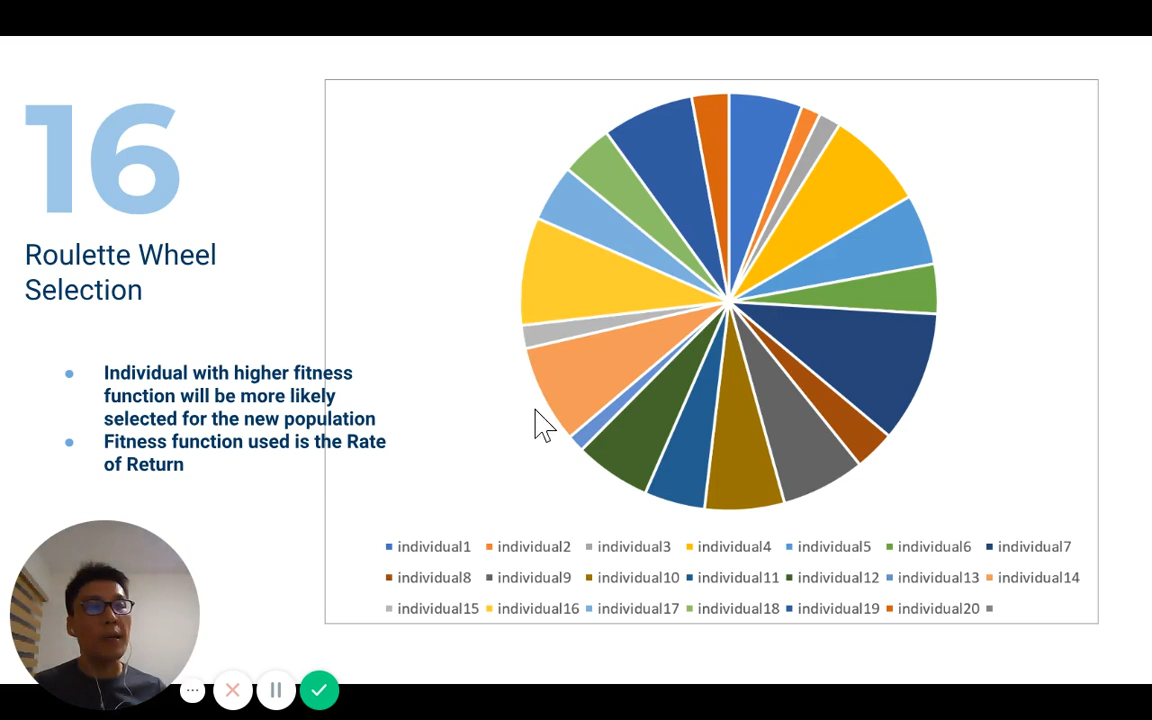 16
Roulette Wheel
Selection
Individual with higher fitness
function will be more likely
selected for the new population
Fitness function used is the Rate
of Return
individual1 individual2 individual3 individual4 individual5 individual6 individual7
individual8 individual9 individual10 individual11 individual12 individual13 individual14
individual15 individual16 individual17 individual18 individual19 individual20